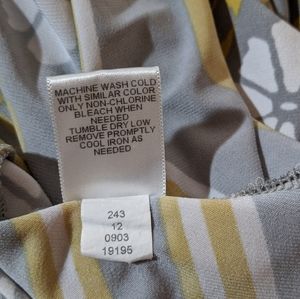 MACHINE WASH COLD
WITH SIMILAR COLOR
ONLY NON-CHLORINE
BLEACH WHEN
NEEDED
TUMBLE DRY LOW
REMOVE PROMPTLY
COOL IRON AS
NEEDED
243
12
0903
19195